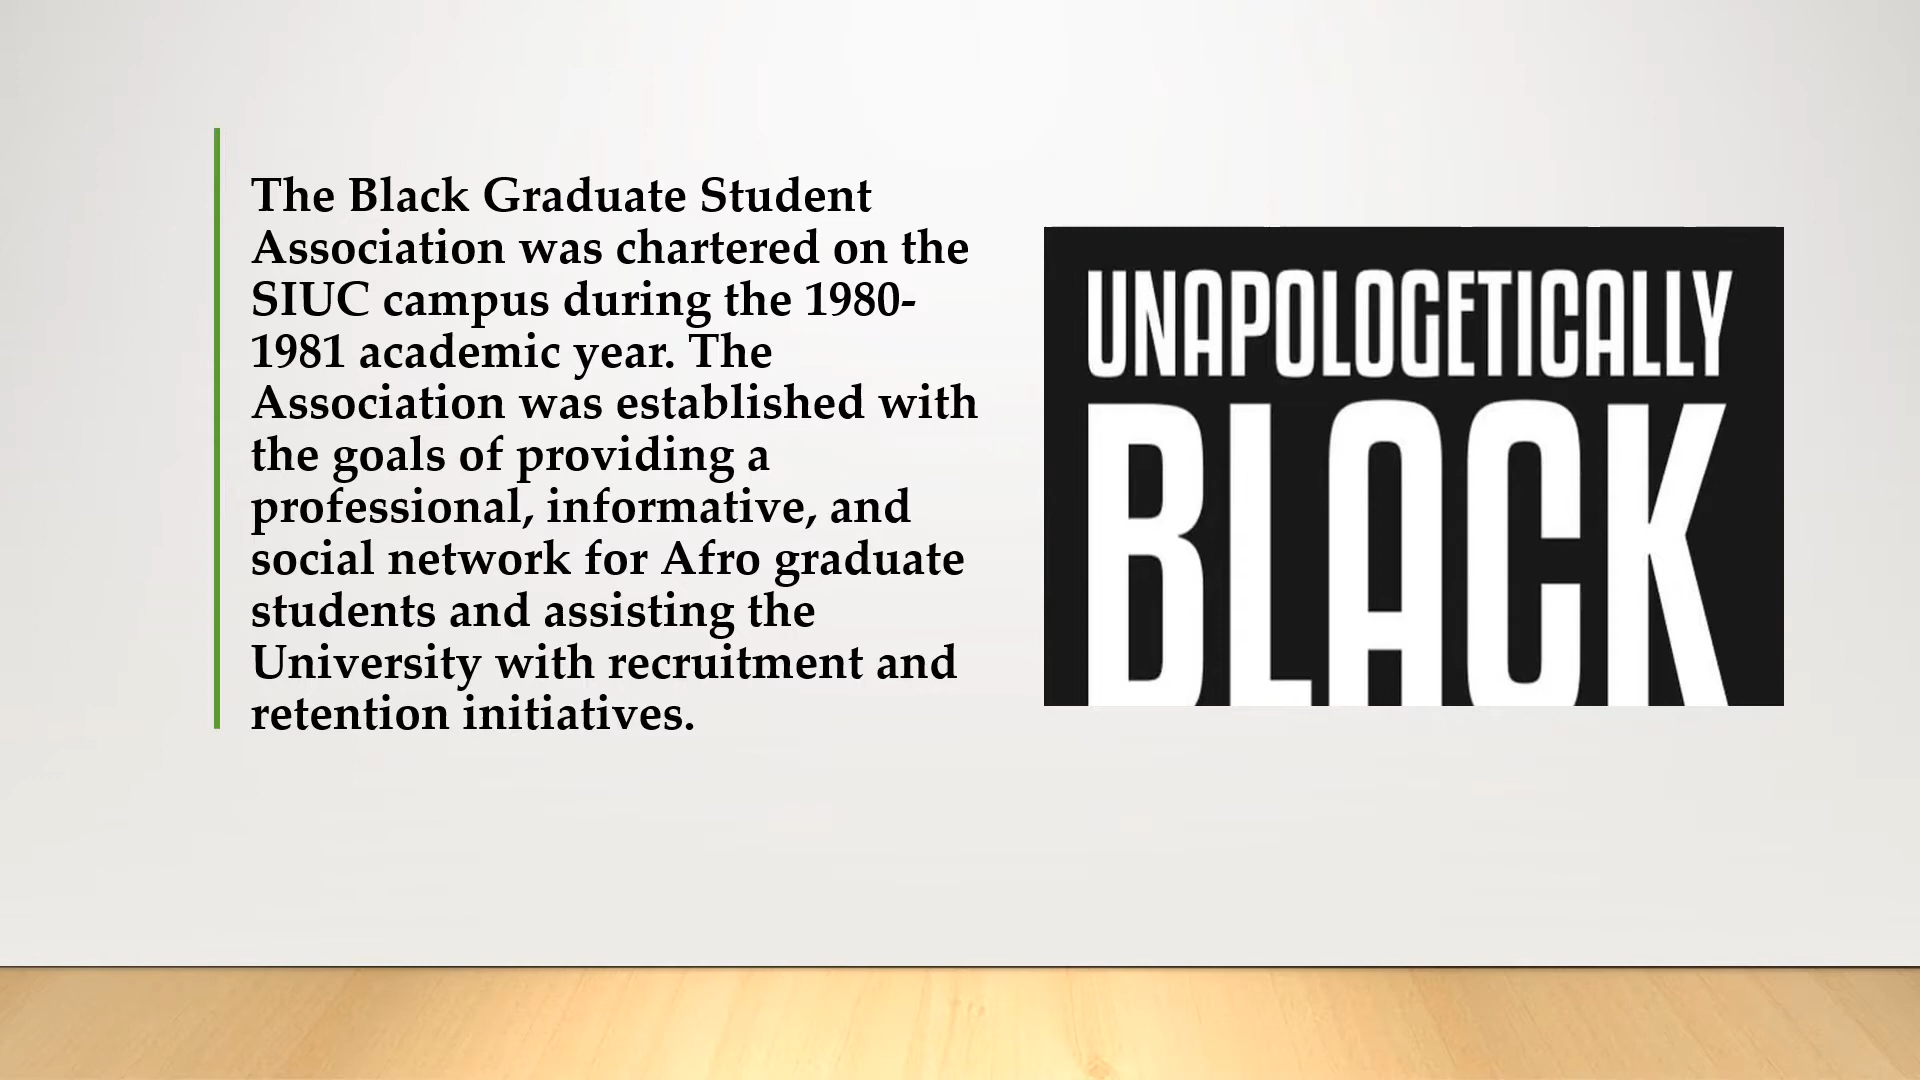 The Black Graduate Student
Association was chartered on the
SIUC campus during the 1980-
1981 academic year. The
Association was established with
the goals of providing a
professional, informative, and
social network for Afro graduate
students and assisting the
University with recruitment and
retention initiatives.
UNAPOLOGETICALLY
BLACK